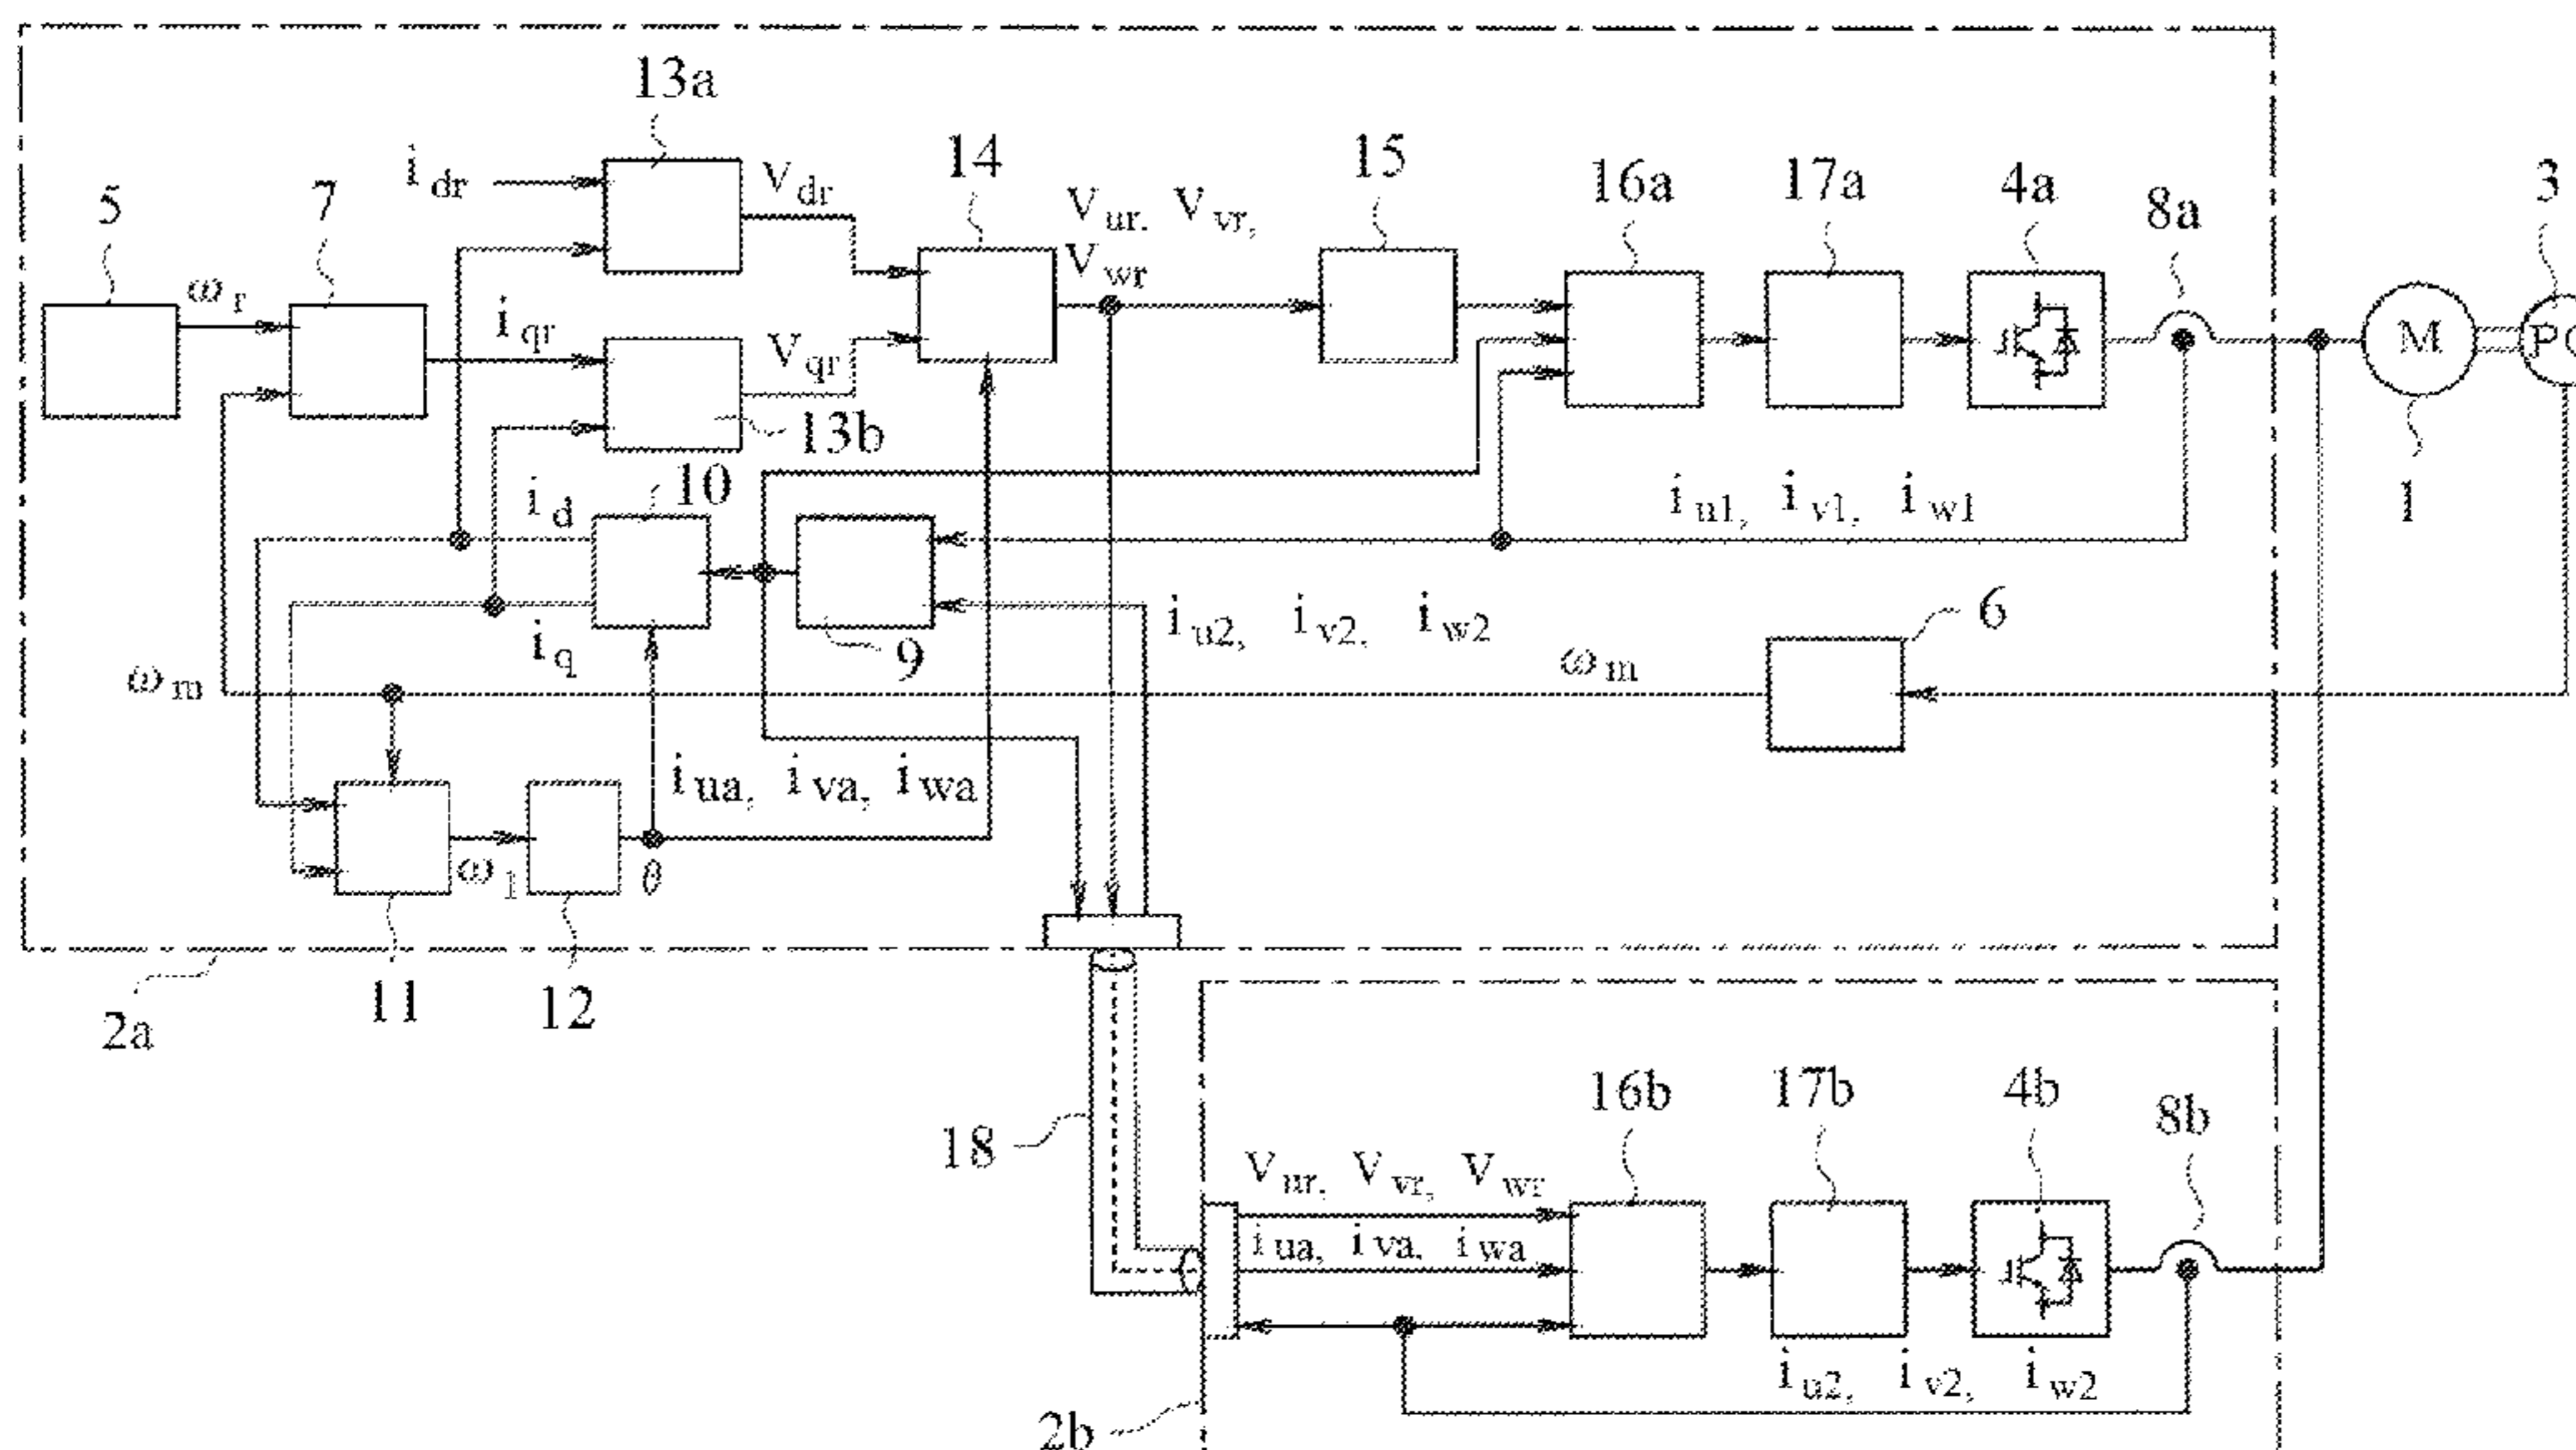 13a
14
15
16a
17a
4a
8a
3
5
7
i dr
V dr
V ur. V vr,
V wr
ω r
i qr
V qr
M
13b
10
1
i d
i u1, i v1, i w1
i q
9
i u2, i v2, i w2
6
ω m
ω m
i ua, i va, i wa
ω 1
θ
11
12
2a
16b
17b
4b
8b
18
V ur, V vr, V wr
i ua, i va, i wa
i u2, i v2, i w2
2b